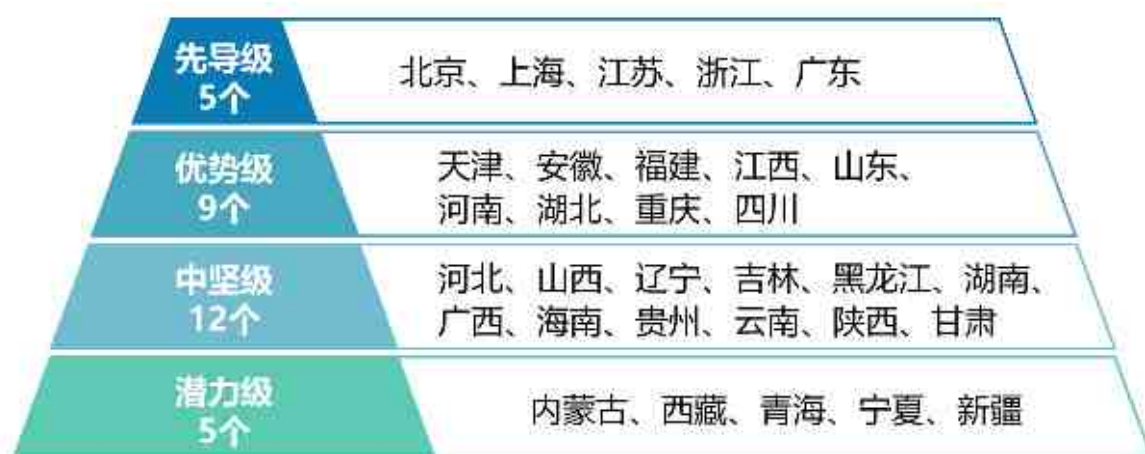 先导级
5个
北京、上海、江苏、浙江、广东
优势级
9个
天津、安徽、福建、江西、山东、
河南、湖北、重庆、四川
中坚级
12个
河北、山西、辽宁、吉林、黑龙江、湖南、
广西、海南、贵州、云南、陕西、甘肃
潜力级
5个
内蒙古、西藏、青海、宁夏、新疆